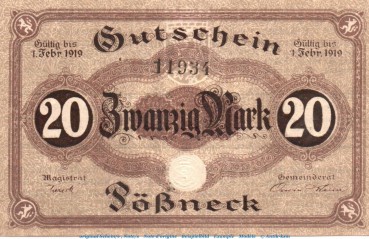 Gutschein
Gültig bis
1. Febr. 1919
Gültig bis
1. Febr. 1919
11934
20 Zwanzig Mark 20
Magistrat
Gemeinderat
Pößneck